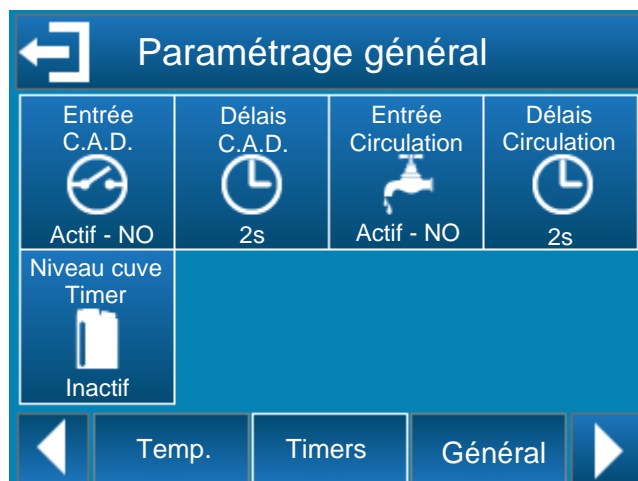 Paramétrage général
Entrée
C.A.D.
Actif - NO
Délais
C.A.D.
2s
Entrée
Circulation
Actif - NO
Délais
Circulation
2s
Niveau cuve
Timer
Inactif
Temp.
Timers
Général